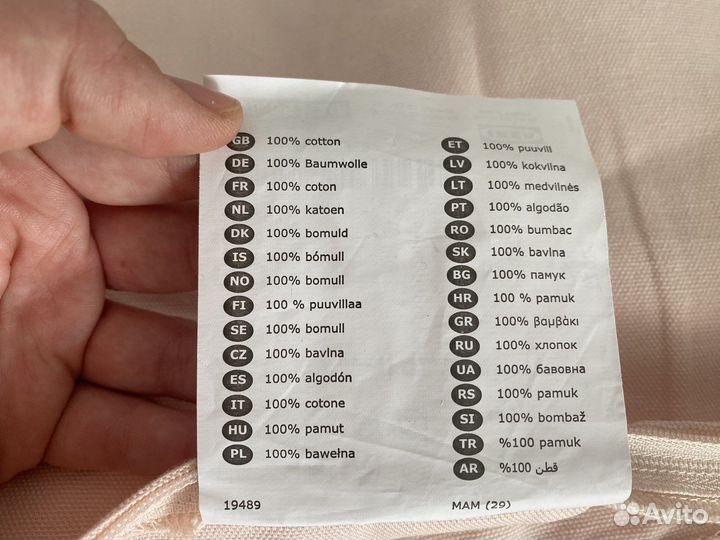 GB 100% cotton
DE 100% Baumwolle
FR 100% coton
NL 100% katoen
DK 100% bomuld
IS 100% bómull
NO 100% bomull
FI 100 % puuvillaa
SE 100% bomull
CZ 100% bavlna
ES 100% algodón
IT 100% cotone
HU 100% pamut
PL 100% bawełna
19489
ET 100% puuvill
LV 100% kokvilna
LT 100% medvilnės
PT 100% algodão
RO 100% bumbac
SK 100% bavlna
BG 100% памук
HR 100 % pamuk
GR 100% βαμβάκι
RU 100% хлопок
UA 100% бавовна
RS 100% pamuk
SI 100% bombaž
TR %100 pamuk
AR %100 قطن
MAM (29)
Avito